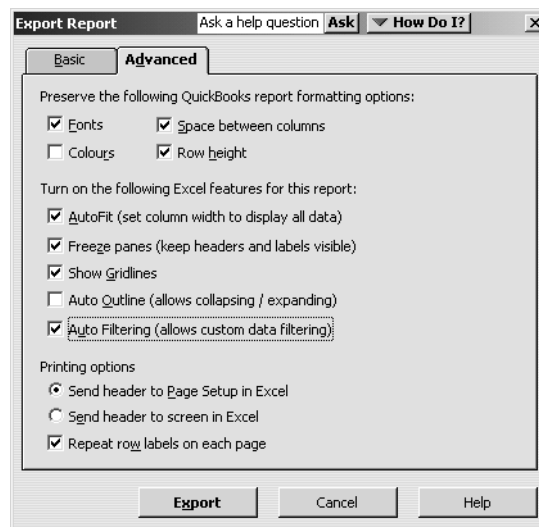 Export Report Ask a help question Ask How Do I? X
Basic Advanced
Preserve the following QuickBooks report formatting options:
Fonts Space between columns
Colours Row height
Turn on the following Excel features for this report:
AutoFit (set column width to display all data)
Freeze panes (keep headers and labels visible)
Show Gridlines
Auto Outline (allows collapsing / expanding)
Auto Filtering (allows custom data filtering)
Printing options
Send header to Page Setup in Excel
Send header to screen in Excel
Repeat row labels on each page
Export Cancel Help